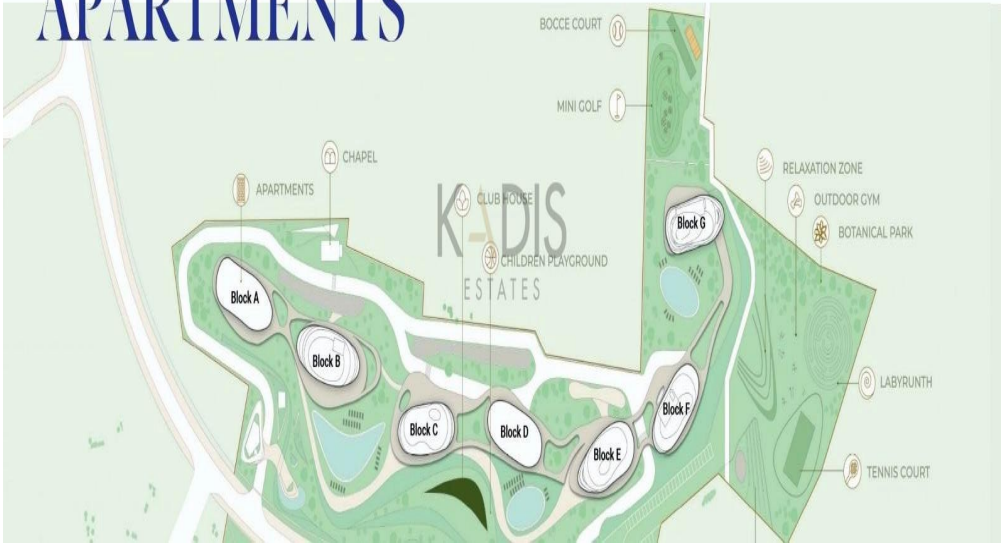 APARTMENTS
BOCCE COURT
MINI GOLF
CHAPEL
APARTMENTS
CLUB HOUSE
KADIS
ESTATES
CHILDREN PLAYGROUND
RELAXATION ZONE
OUTDOOR GYM
BOTANICAL PARK
Block G
Block A
Block B
Block C
Block D
Block E
Block F
LABYRUNTH
TENNIS COURT